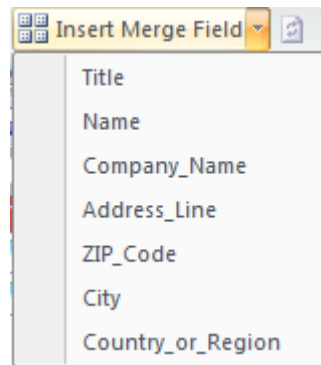 Insert Merge Field
Title
Name
Company_Name
Address_Line
ZIP_Code
City
Country_or_Region